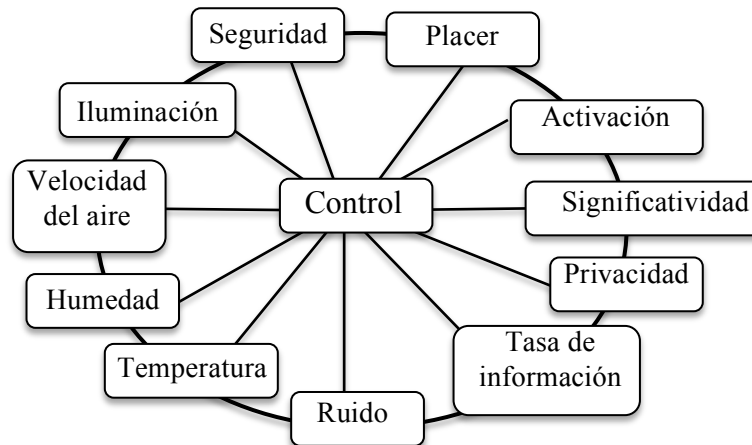 Seguridad
Placer
Iluminación
Activación
Velocidad
del aire
Control
Significatividad
Humedad
Privacidad
Temperatura
Tasa de
información
Ruido